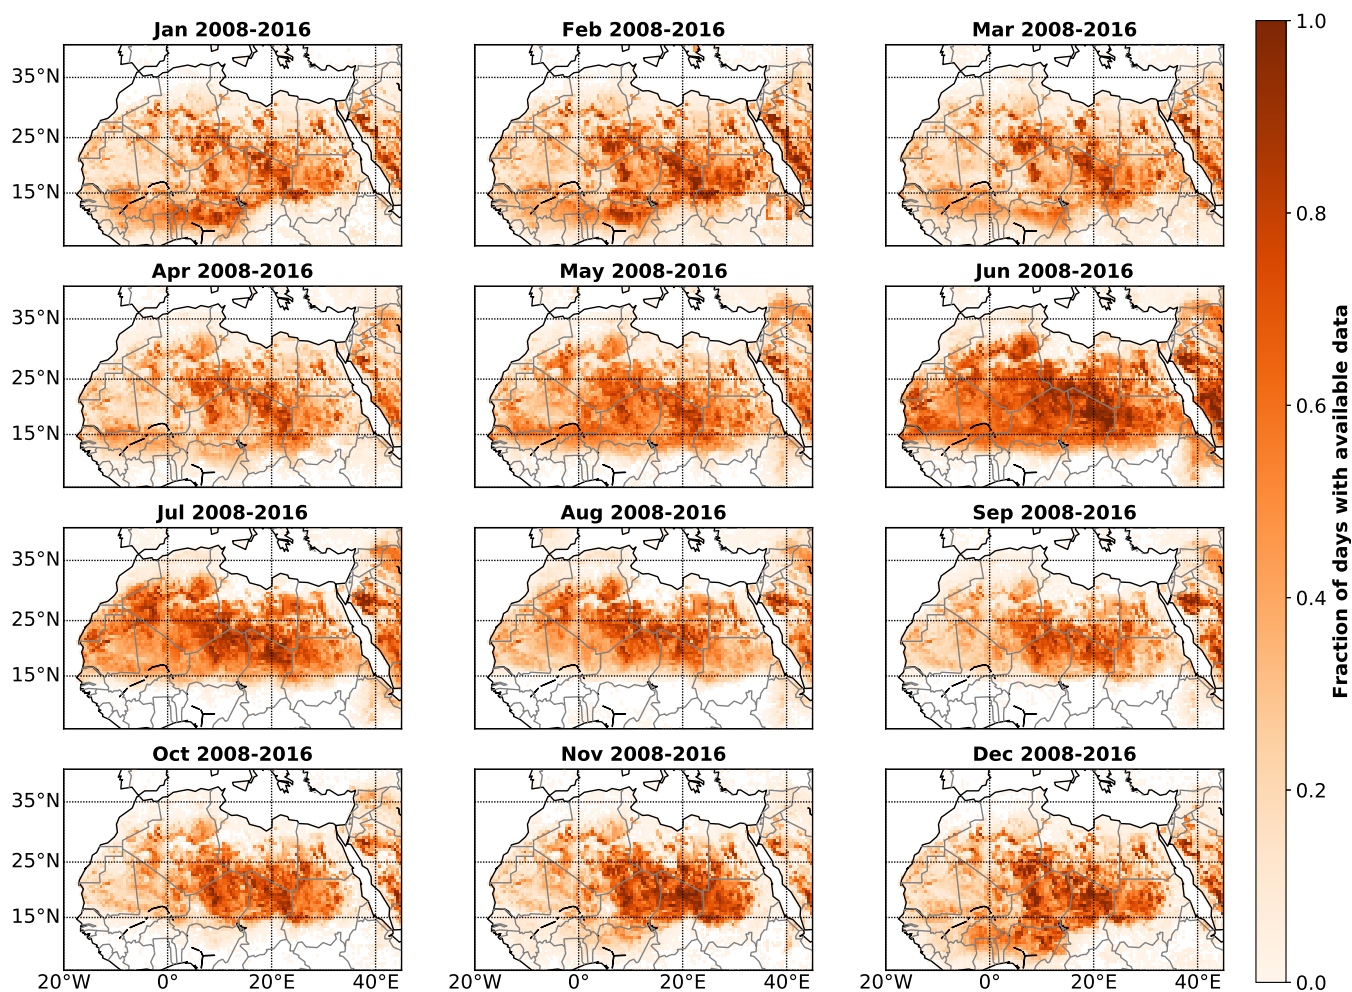 Jan 2008-2016
Feb 2008-2016
Mar 2008-2016
35°N
25°N
15°N
Apr 2008-2016
May 2008-2016
Jun 2008-2016
35°N
25°N
15°N
Jul 2008-2016
Aug 2008-2016
Sep 2008-2016
35°N
25°N
15°N
Oct 2008-2016
Nov 2008-2016
Dec 2008-2016
35°N
25°N
15°N
20°W 0° 20°E 40°E
20°W 0° 20°E 40°E
20°W 0° 20°E 40°E
1.0
0.8
0.6
0.4
0.2
0.0
Fraction of days with available data